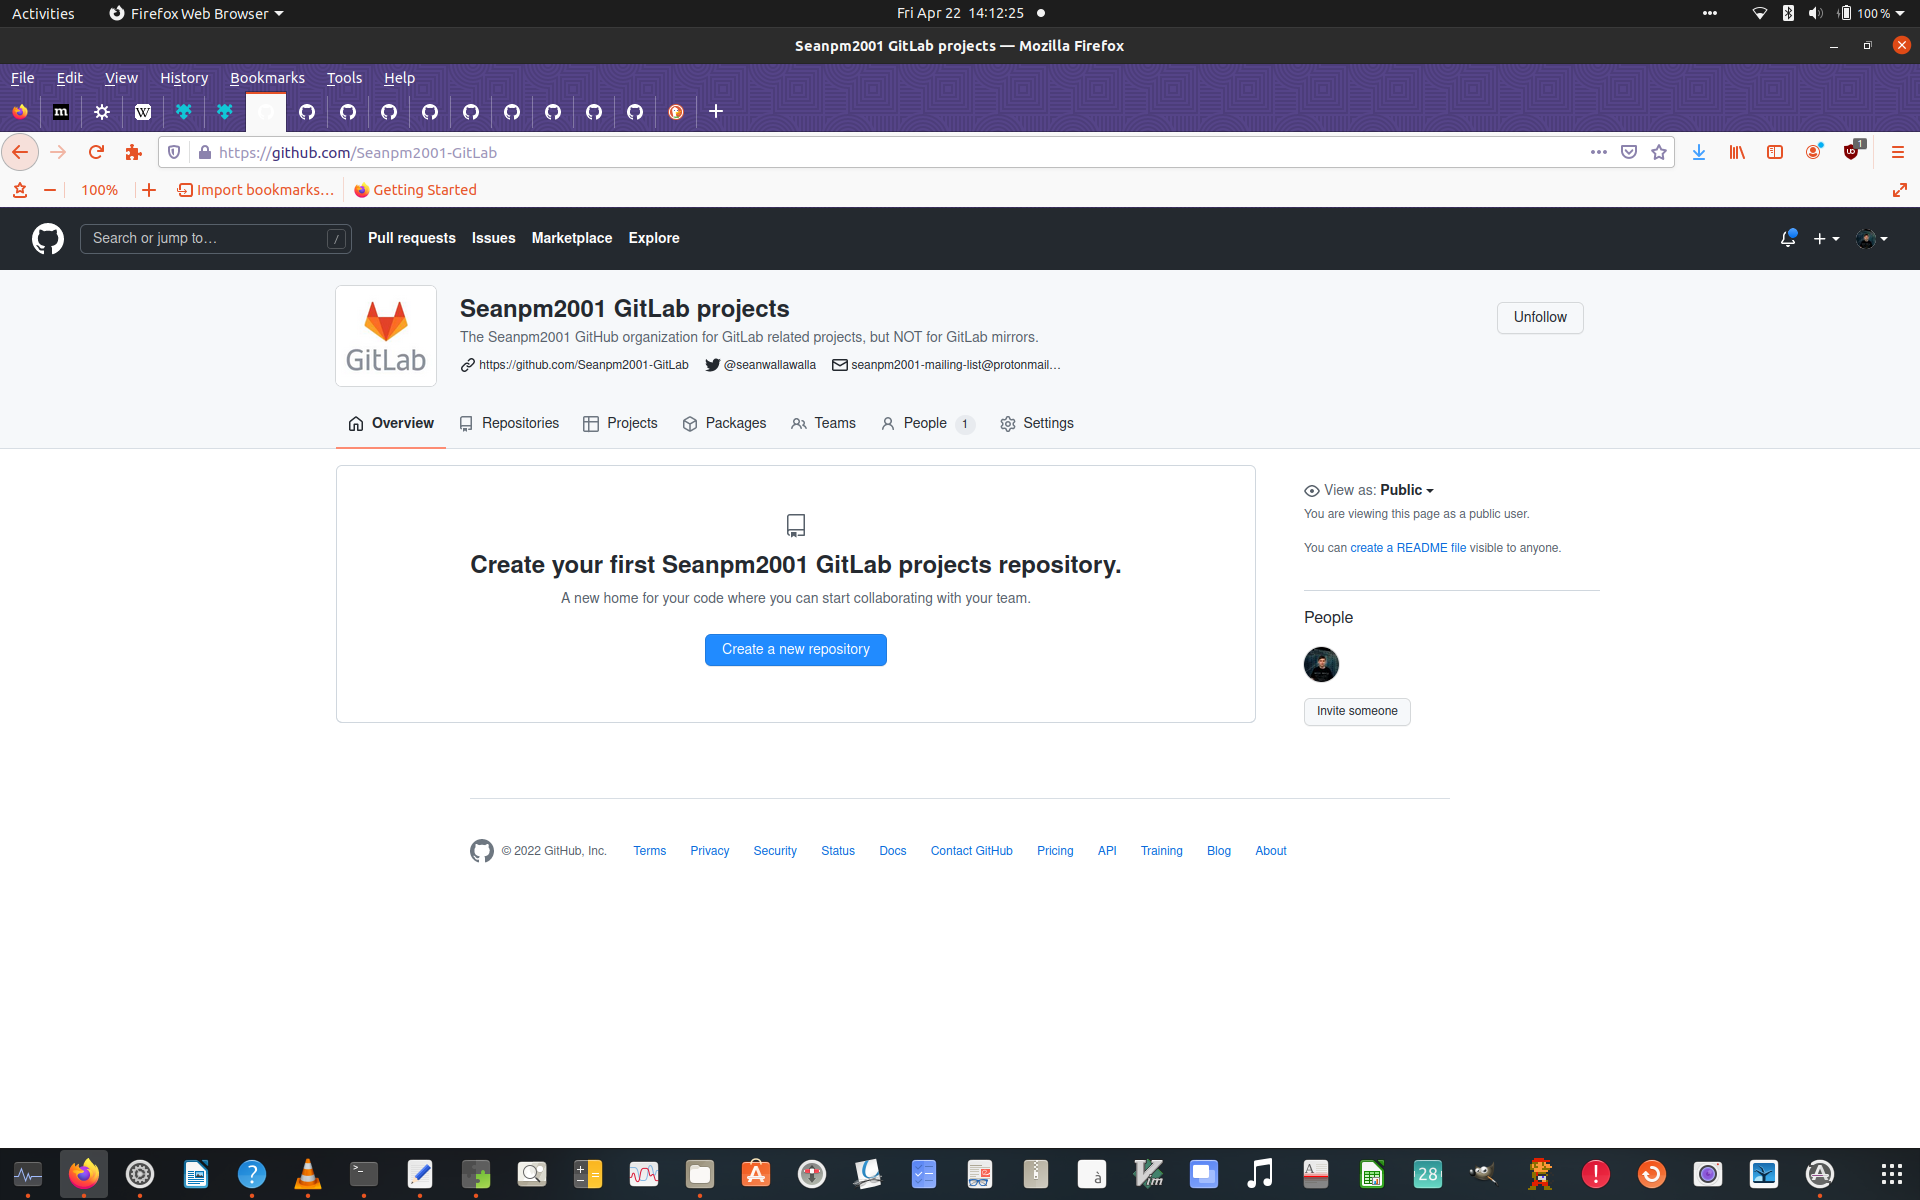 Activities Firefox Web Browser Fri Apr 22 14:12:25 100 %
Seanpm2001 GitLab projects — Mozilla Firefox
File Edit View History Bookmarks Tools Help
m W
https://github.com/Seanpm2001-GitLab 1
100% Import bookmarks… Getting Started
Search or jump to… / Pull requests Issues Marketplace Explore
GitLab
Seanpm2001 GitLab projects
Unfollow
The Seanpm2001 GitHub organization for GitLab related projects, but NOT for GitLab mirrors.
https://github.com/Seanpm2001-GitLab @seanwallawalla seanpm2001-mailing-list@protonmail…
Overview Repositories Projects Packages Teams People 1 Settings
View as: Public
You are viewing this page as a public user.
You can create a README file visible to anyone.
Create your first Seanpm2001 GitLab projects repository.
A new home for your code where you can start collaborating with your team.
Create a new repository
People
Invite someone
© 2022 GitHub, Inc. Terms Privacy Security Status Docs Contact GitHub Pricing API Training Blog About
? >_ à Vim A 28 !